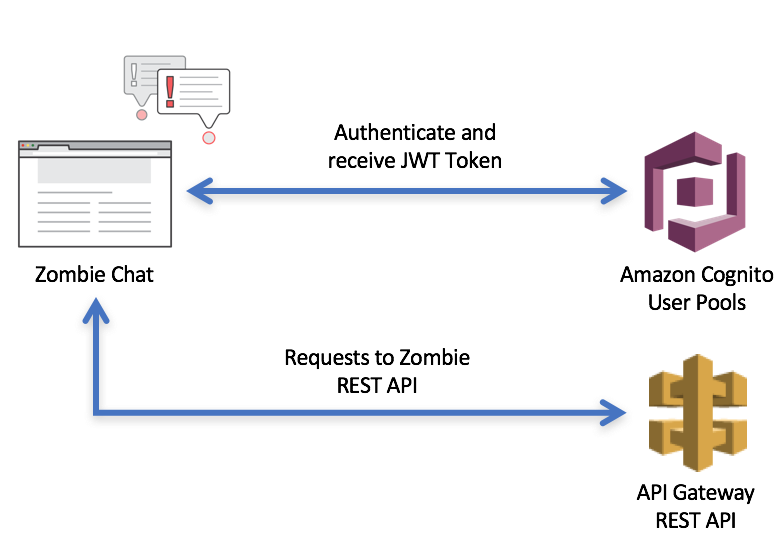 Authenticate and
receive JWT Token
Zombie Chat
Amazon Cognito
User Pools
Requests to Zombie
REST API
API Gateway
REST API